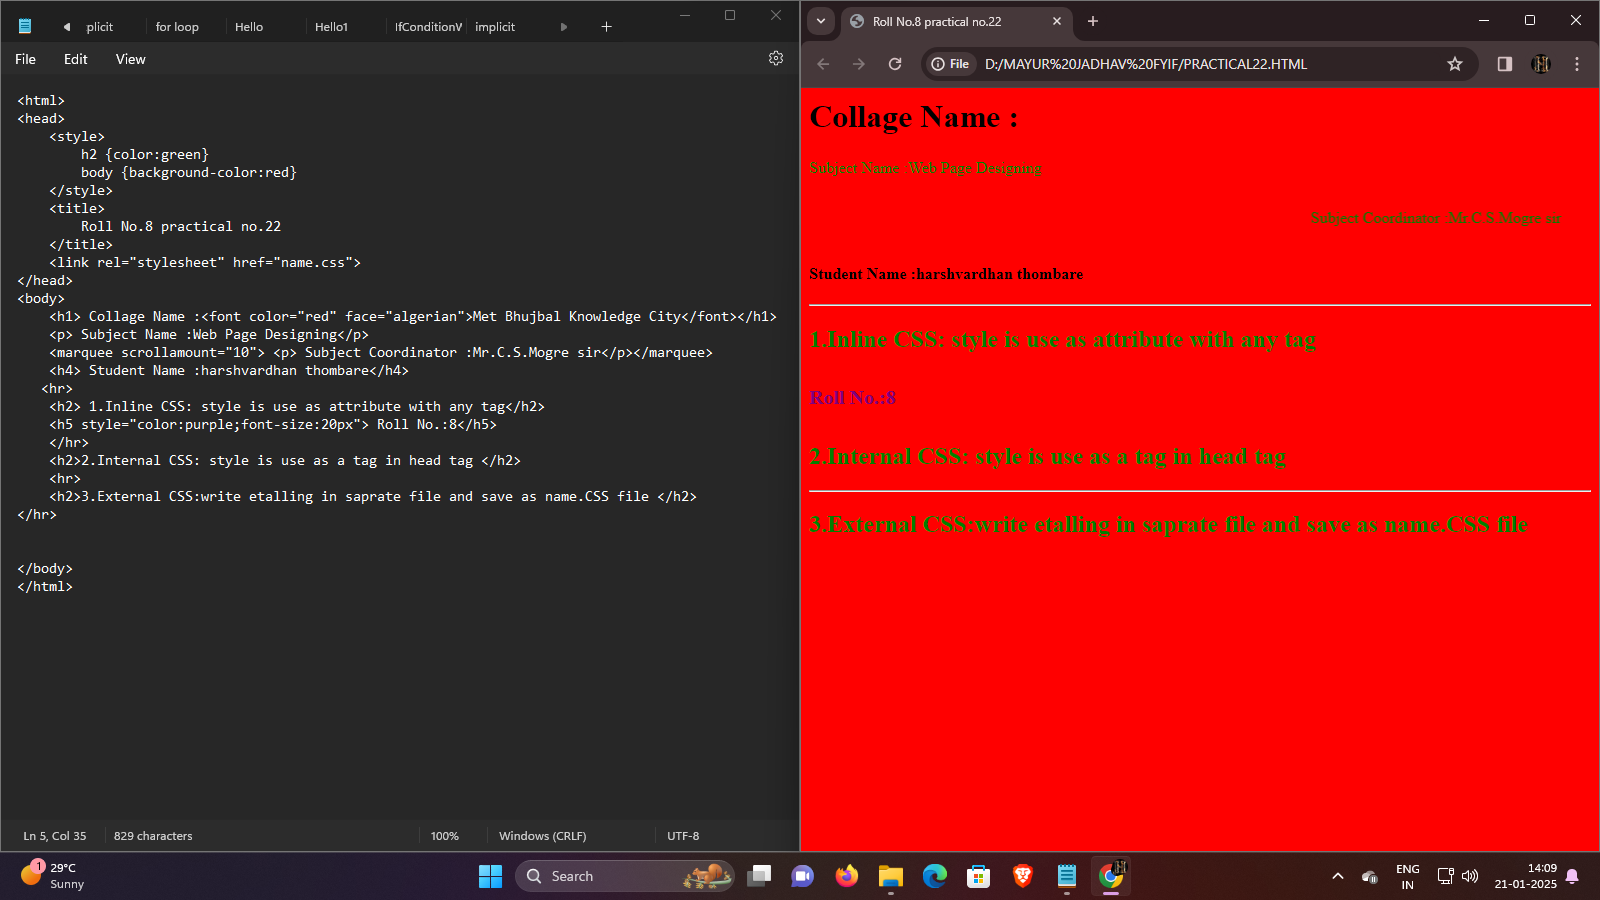 plicit
for loop
Hello
Hello1
IfConditionV
implicit
File
Edit
View
<html>
<head>
<style>
h2 {color:green}
body {background-color:red}
</style>
<title>
Roll No.8 practical no.22
</title>
<link rel="stylesheet" href="name.css">
</head>
<body>
<h1> Collage Name :<font color="red" face="algerian">Met Bhujbal Knowledge City</font></h1>
<p> Subject Name :Web Page Designing</p>
<marquee scrollamount="10"> <p> Subject Coordinator :Mr.C.S.Mogre sir</p></marquee>
<h4> Student Name :harshvardhan thombare</h4>
<hr>
<h2> 1.Inline CSS: style is use as attribute with any tag</h2>
<h5 style="color:purple;font-size:20px"> Roll No.:8</h5>
</hr>
<h2>2.Internal CSS: style is use as a tag in head tag </h2>
<hr>
<h2>3.External CSS:write etalling in saprate file and save as name.CSS file </h2>
</hr>
</body>
</html>
Ln 5, Col 35
829 characters
100%
Windows (CRLF)
UTF-8
Roll No.8 practical no.22
File
D:/MAYUR%20JADHAV%20FYIF/PRACTICAL22.HTML
Collage Name :
Subject Name :Web Page Designing
Subject Coordinator :Mr.C.S.Mogre sir
Student Name :harshvardhan thombare
1.Inline CSS: style is use as attribute with any tag
Roll No.:8
2.Internal CSS: style is use as a tag in head tag
3.External CSS:write etalling in saprate file and save as name.CSS file
1
29°C
Sunny
Search
ENG
IN
14:09
21-01-2025